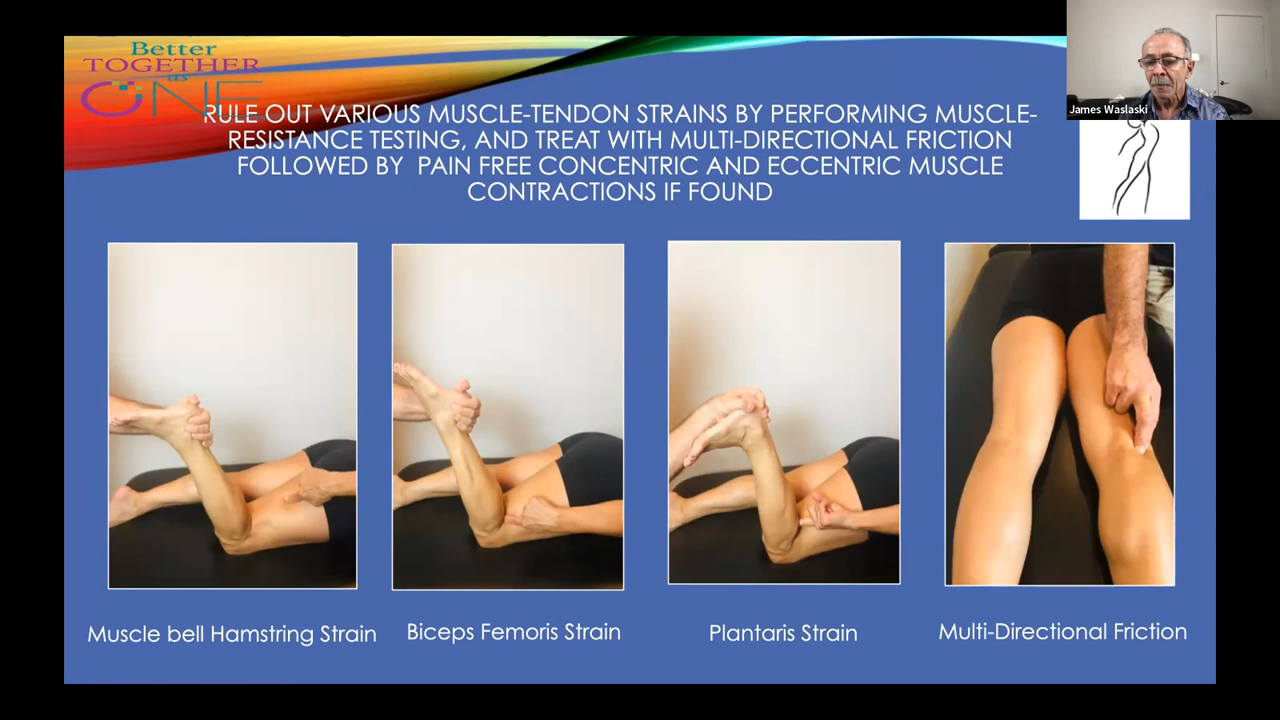 Better
TOGETHER
as
ONE
James Waslaski
RULE OUT VARIOUS MUSCLE-TENDON STRAINS BY PERFORMING MUSCLE-
RESISTANCE TESTING, AND TREAT WITH MULTI-DIRECTIONAL FRICTION
FOLLOWED BY PAIN FREE CONCENTRIC AND ECCENTRIC MUSCLE
CONTRACTIONS IF FOUND
Muscle bell Hamstring Strain
Biceps Femoris Strain
Plantaris Strain
Multi-Directional Friction